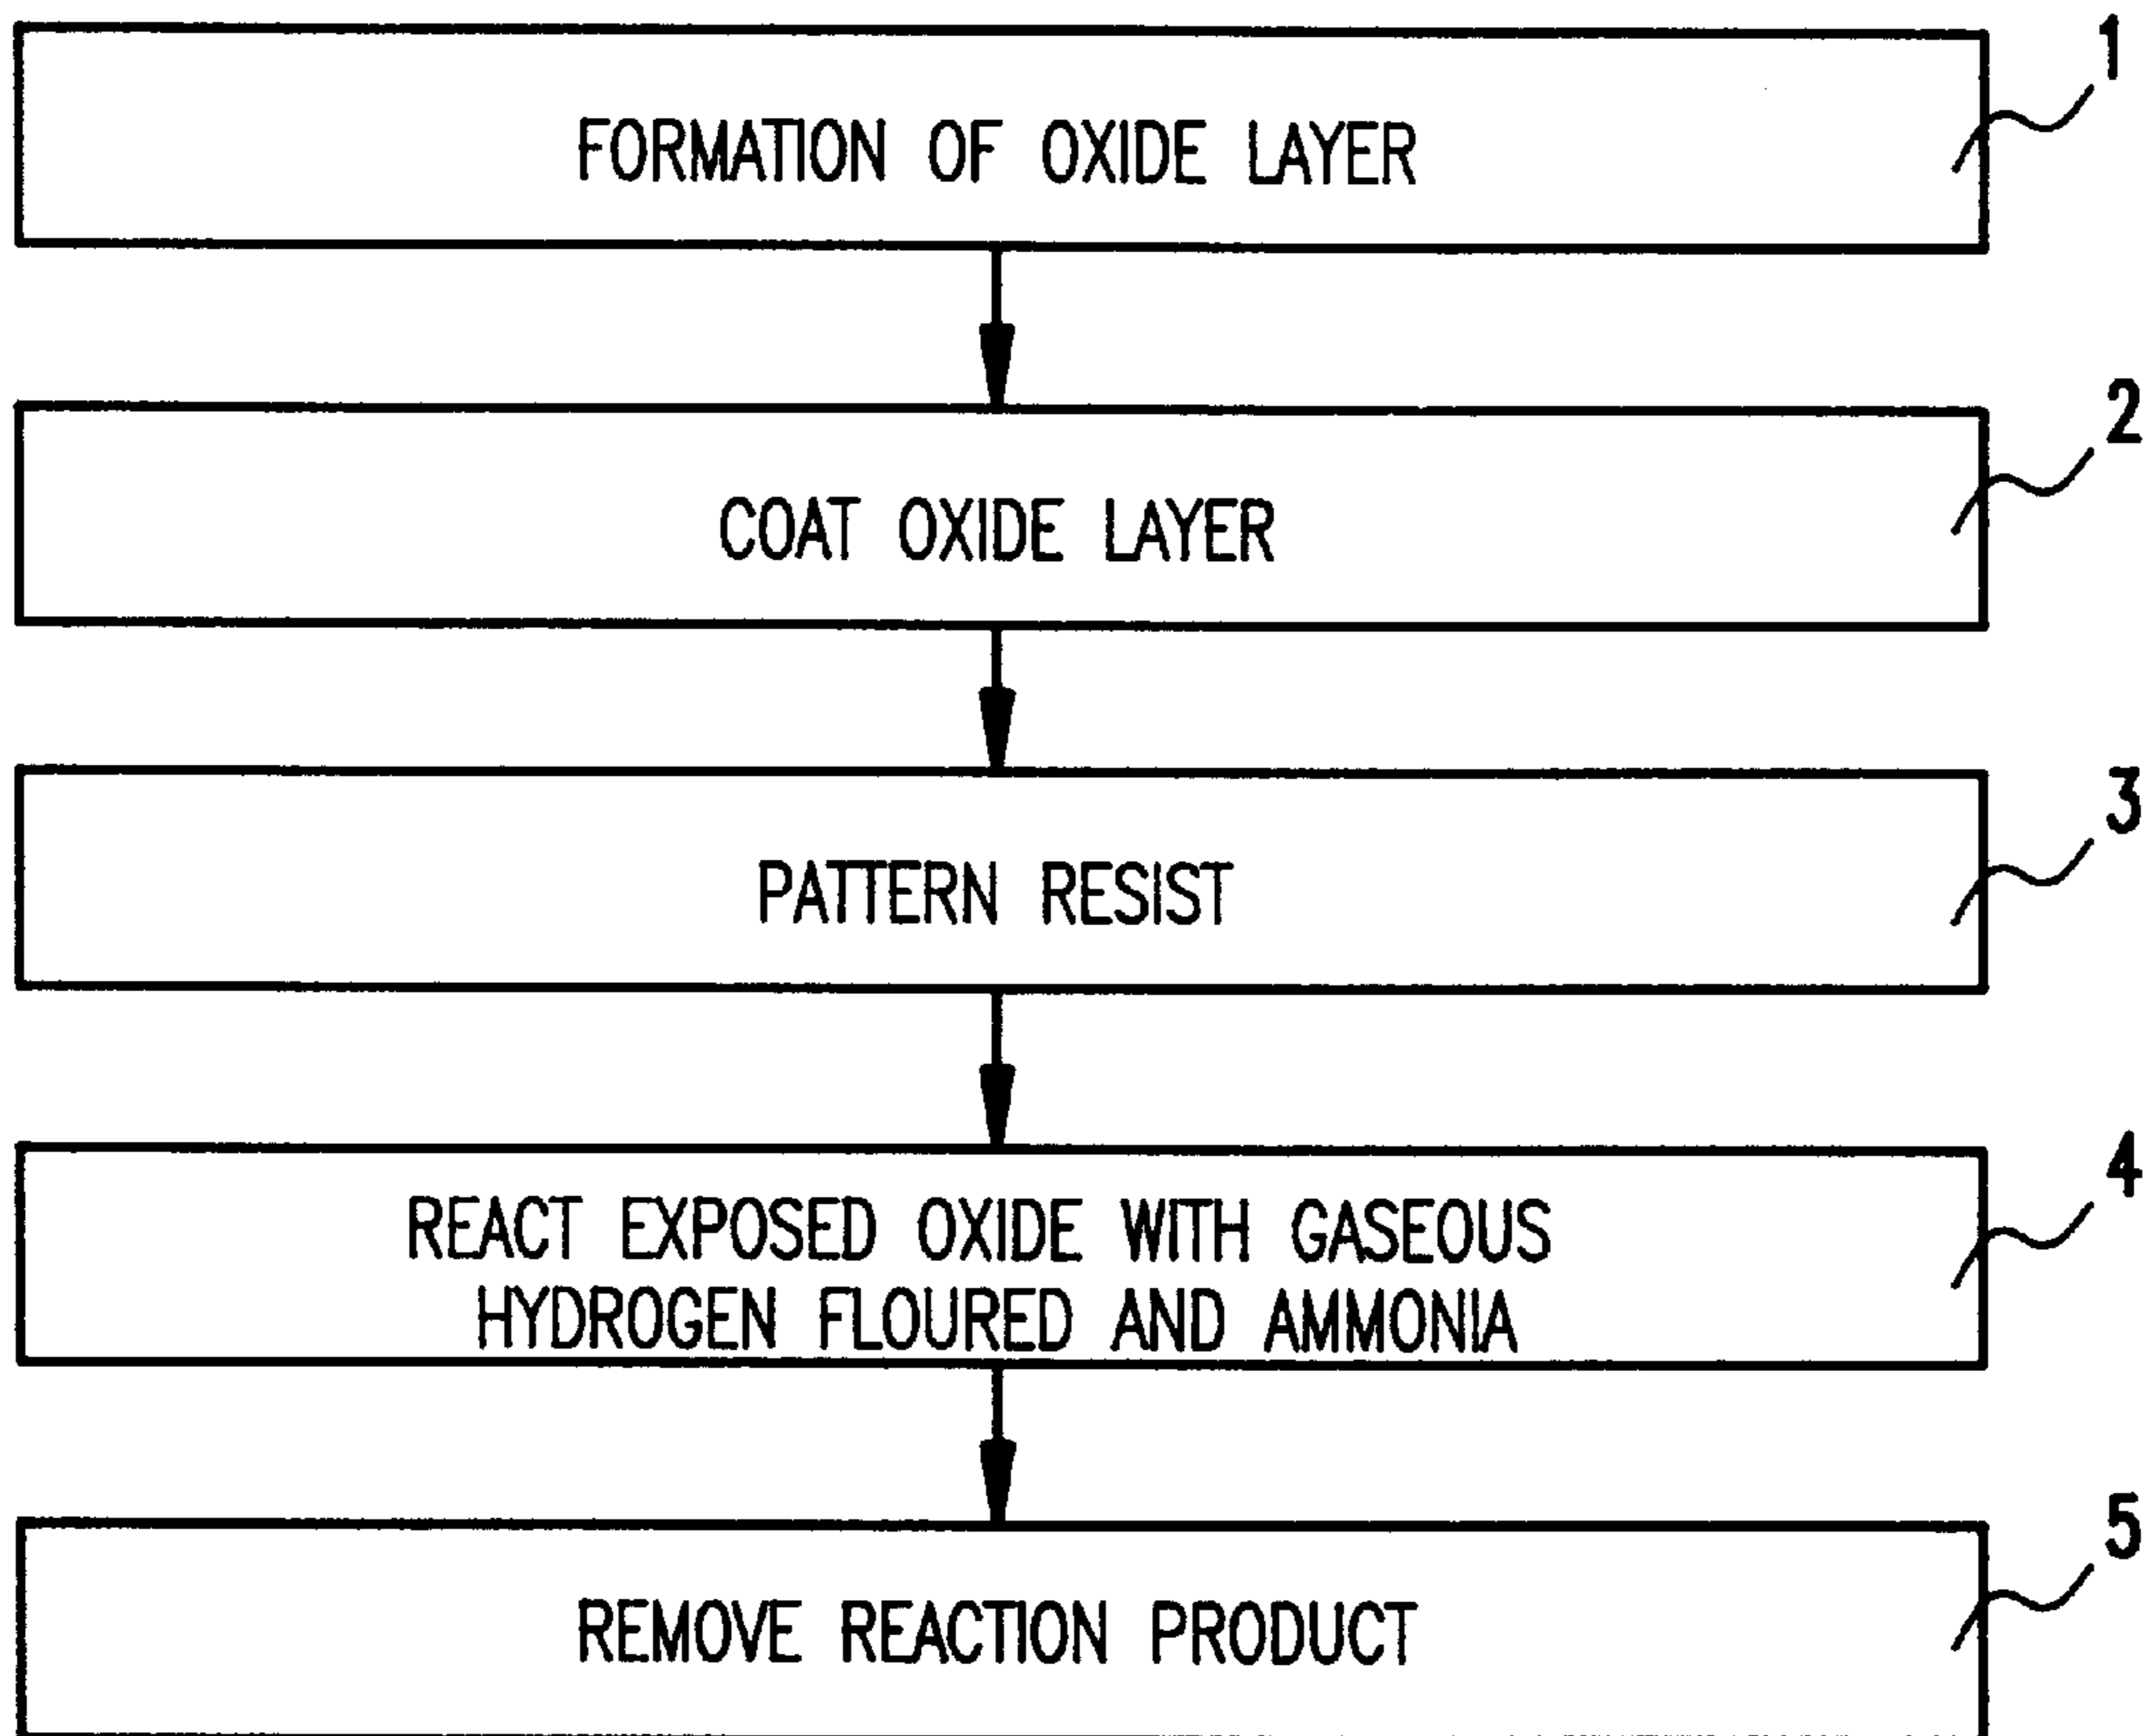 1
FORMATION OF OXIDE LAYER
2
COAT OXIDE LAYER
3
PATTERN RESIST
4
REACT EXPOSED OXIDE WITH GASEOUS
HYDROGEN FLOURED AND AMMONIA
5
REMOVE REACTION PRODUCT